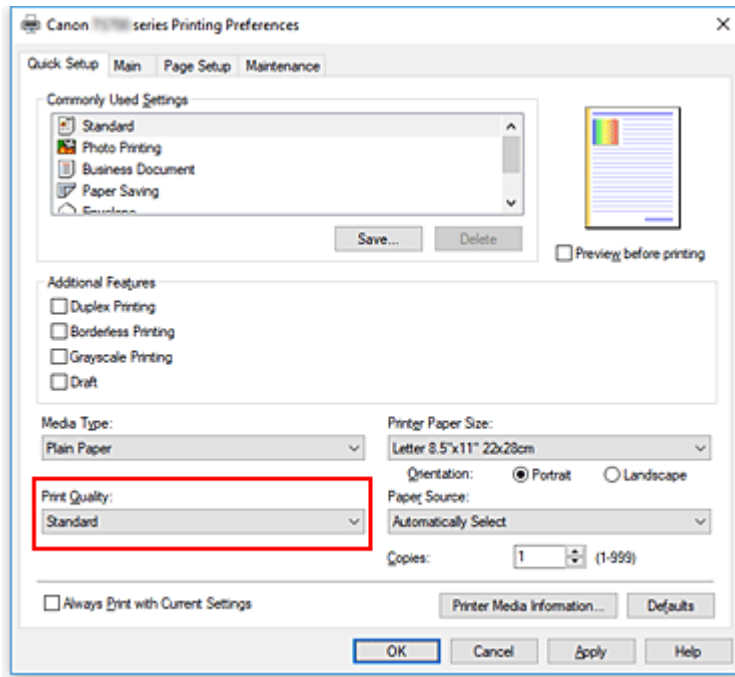 Canon series Printing Preferences
Quick Setup Main Page Setup Maintenance
Commonly Used Settings
Standard
Photo Printing
Business Document
Paper Saving
Envelope
Save... Delete
Preview before printing
Additional Features
Duplex Printing
Borderless Printing
Grayscale Printing
Draft
Media Type: Printer Paper Size:
Plain Paper Letter 8.5"x11" 22x28cm
Orientation: Portrait Landscape
Print Quality: Paper Source:
Standard Automatically Select
Copies: 1 (1-999)
Always Print with Current Settings Printer Media Information... Defaults
OK Cancel Apply Help